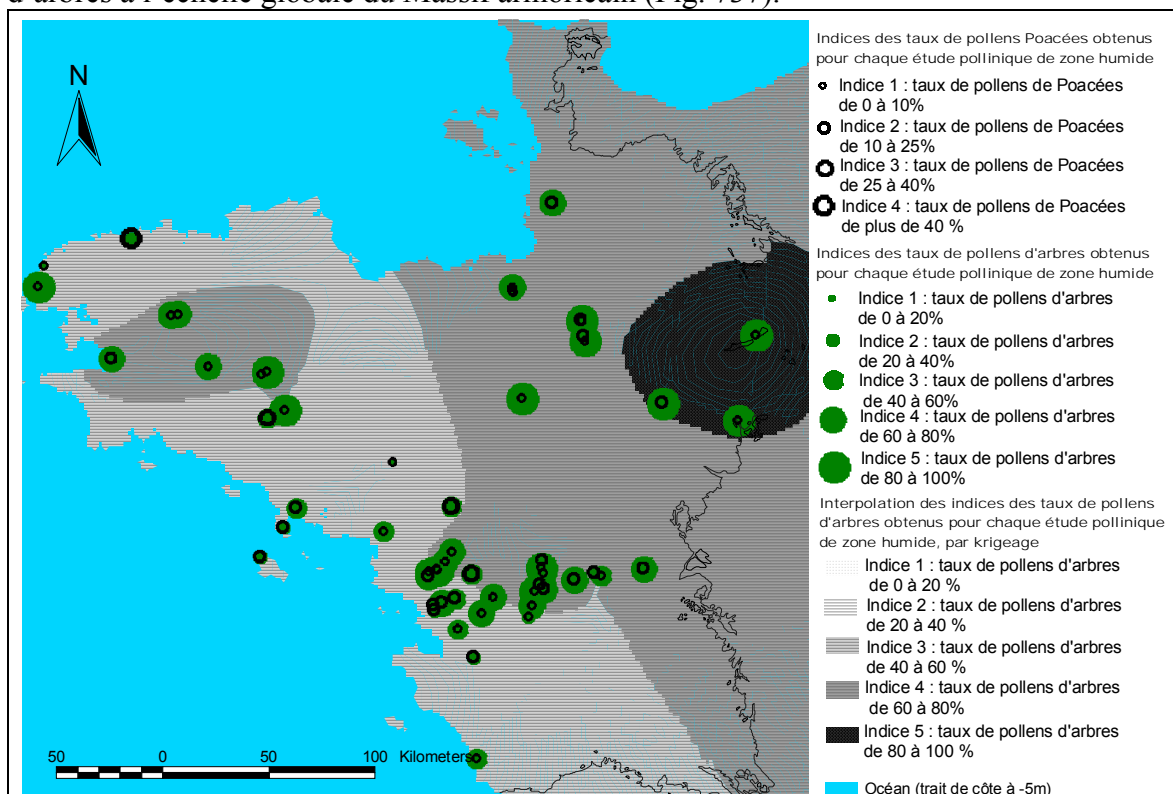 d'arbres à l'échelle globale du Massif armoricain (Fig. 737).
N
50 0 50 100 Kilometers
Indices des taux de pollens Poacées obtenus
pour chaque étude pollinique de zone humide
Indice 1 : taux de pollens de Poacées
de 0 à 10%
Indice 2 : taux de pollens de Poacées
de 10 à 25%
Indice 3 : taux de pollens de Poacées
de 25 à 40%
Indice 4 : taux de pollens de Poacées
de plus de 40 %
Indices des taux de pollens d'arbres obtenus
pour chaque étude pollinique de zone humide
Indice 1 : taux de pollens d'arbres
de 0 à 20%
Indice 2 : taux de pollens d'arbres
de 20 à 40%
Indice 3 : taux de pollens d'arbres
de 40 à 60%
Indice 4 : taux de pollens d'arbres
de 60 à 80%
Indice 5 : taux de pollens d'arbres
de 80 à 100%
Interpolation des indices des taux de pollens
d'arbres obtenus pour chaque étude pollinique
de zone humide, par krigeage
Indice 1 : taux de pollens d'arbres
de 0 à 20 %
Indice 2 : taux de pollens d'arbres
de 20 à 40 %
Indice 3 : taux de pollens d'arbres
de 40 à 60 %
Indice 4 : taux de pollens d'arbres
de 60 à 80%
Indice 5 : taux de pollens d'arbres
de 80 à 100 %
Océan (trait de côte à -5m)